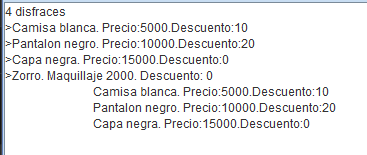 4 disfraces
>Camisa blanca. Precio:5000.Descuento:10
>Pantalon negro. Precio:10000.Descuento:20
>Capa negra. Precio:15000.Descuento:0
>Zorro. Maquillaje 2000. Descuento: 0
Camisa blanca. Precio:5000.Descuento:10
Pantalon negro. Precio:10000.Descuento:20
Capa negra. Precio:15000.Descuento:0